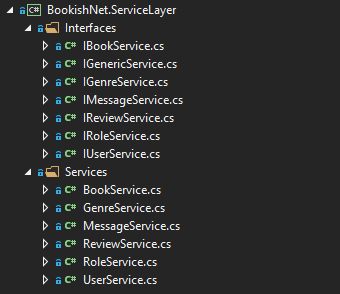 C# BookishNet.ServiceLayer
Interfaces
C# IBookService.cs
C# IGenericService.cs
C# IGenreService.cs
C# IMessageService.cs
C# IReviewService.cs
C# IRoleService.cs
C# IUserService.cs
Services
C# BookService.cs
C# GenreService.cs
C# MessageService.cs
C# ReviewService.cs
C# RoleService.cs
C# UserService.cs